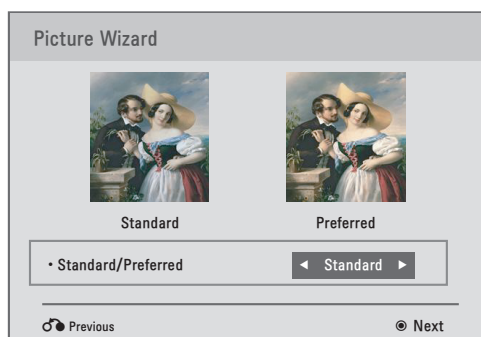 Picture Wizard
Standard Preferred
• Standard/Preferred ◄ Standard ►
Previous ◉ Next